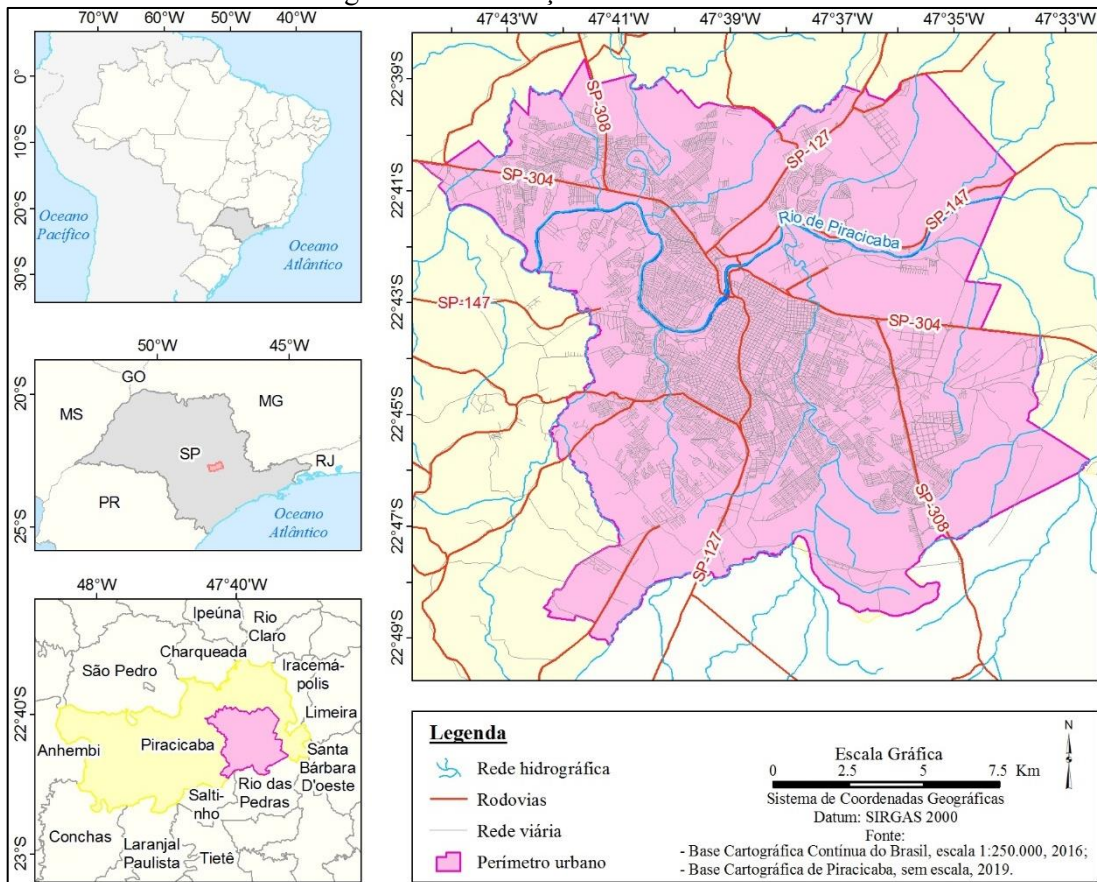 70°W 60°W 50°W 40°W
0°
10°S
20°S
30°S
Oceano
Pacífico
Oceano
Atlântico
50°W 45°W
20°S
25°S
GO
MS
MG
SP
RJ
PR
Oceano
Atlântico
48°W 47°40'W
22°40'S
23°S
Ipeúna
Rio
Claro
Charqueada
São Pedro
Iracemá-
polis
Limeira
Anhembi
Piracicaba
Santa
Bárbara
D'oeste
Rio das
Pedras
Salti-
nho
Conchas
Laranjal
Paulista
Tietê
47°43'W 47°41'W 47°39'W 47°37'W 47°35'W 47°33'W
22°39'S
22°41'S
22°43'S
22°45'S
22°47'S
22°49'S
SP-308
SP-127
SP-304
SP-147
Rio de Piracicaba
SP-147
SP-304
SP-308
SP-127
Legenda
Rede hidrográfica
Rodovias
Rede viária
Perímetro urbano
N
Escala Gráfica
0 2.5 5 7.5 Km
Sistema de Coordenadas Geográficas
Datum: SIRGAS 2000
Fonte:
- Base Cartográfica Contínua do Brasil, escala 1:250.000, 2016;
- Base Cartográfica de Piracicaba, sem escala, 2019.